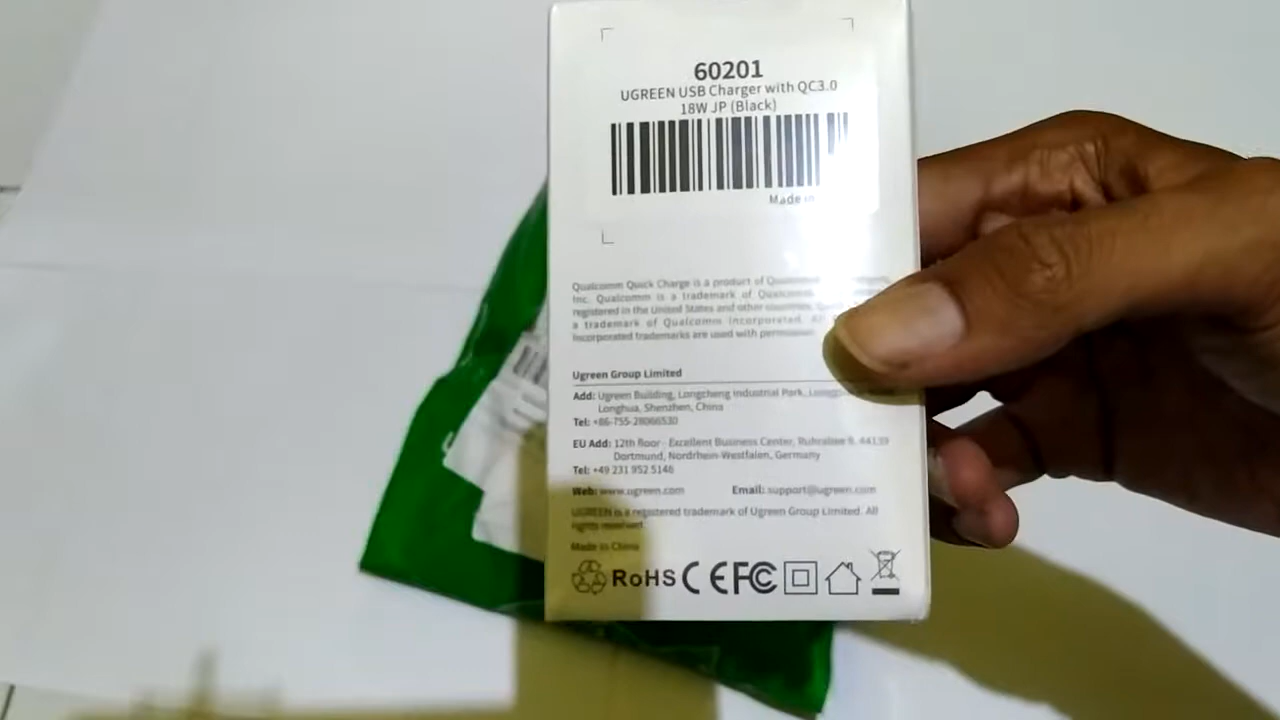 60201
UGREEN USB Charger with QC3.0
18W JP (Black)
Made in
Qualcomm Quick Charge is a product of
Inc. Qualcomm is a trademark of
registered in the United States and other countries.
a trademark of Qualcomm Incorporated. All
Incorporated trademarks are used with permission.
Ugreen Group Limited
Add: Ugreen Building, Longcheng Industrial Park,
Longhua, Shenzhen, China
Tel: +86-755-28066530
EU Add: 12th floor - Excellent Business Center, Ruhrallee 9, 44139
Dortmund, Nordrhein-Westfalen, Germany
Tel: +49 231 952 5146
Web: www.ugreen.com Email: support@ugreen.com
UGREEN is a registered trademark of Ugreen Group Limited. All
rights reserved.
Made in China
RoHS CE FC